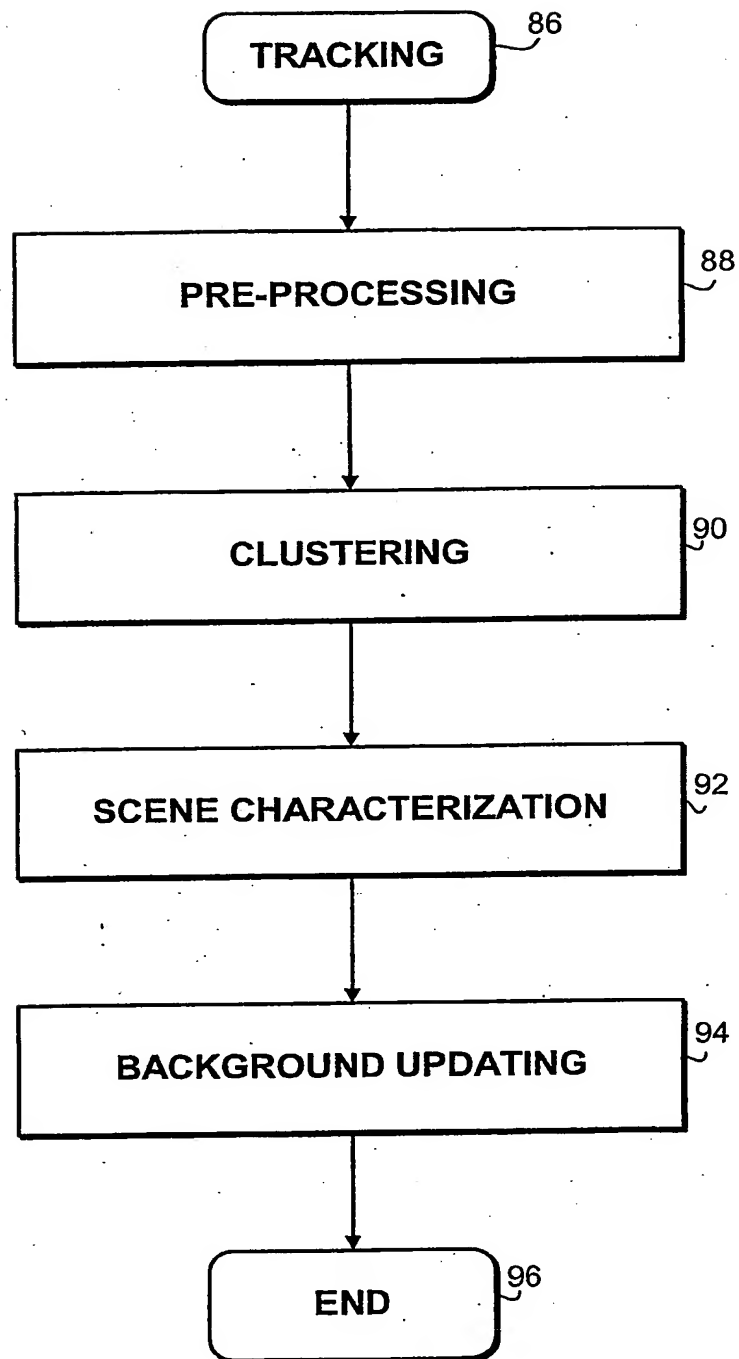 TRACKING
86
PRE-PROCESSING
88
CLUSTERING
90
SCENE CHARACTERIZATION
92
BACKGROUND UPDATING
94
END
96